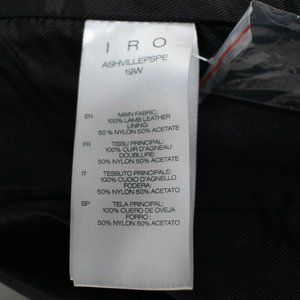 IRO
ASHVILLEPSPE
19W
EN
MAIN FABRIC:
100% LAMB LEATHER
LINING:
50 % NYLON 50% ACETATE
FR
TISSU PRINCIPAL:
100% CUIR D'AGNEAU
DOUBLURE:
50% NYLON 50% ACETATE
IT
TESSUTO PRINCIPALE:
100% CUOIO D'AGNELLO
FODERA:
50% NYLON 50% ACETATO
SP
TELA PRINCIPAL:
100% CUERO DE OVEJA
FORRO :
50% NYLON 50% ACETATO